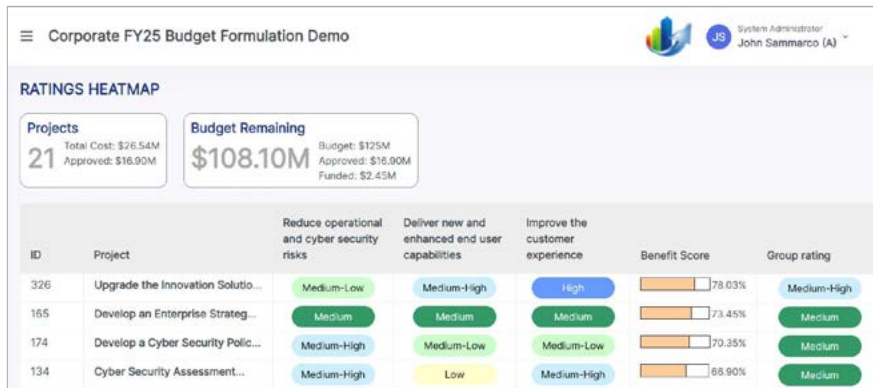 Corporate FY25 Budget Formulation Demo
JS
System Administrator
John Sammarco (A)
RATINGS HEATMAP
Projects
21
Total Cost: $26.54M
Approved: $16.90M
Budget Remaining
$108.10M
Budget: $125M
Approved: $16.90M
Funded: $2.45M
ID
Project
Reduce operational
and cyber security
risks
Deliver new and
enhanced end user
capabilities
Improve the
customer
experience
Benefit Score
Group rating
326 Upgrade the Innovation Solutio... Medium-Low Medium-High High 78.03% Medium-High
165 Develop an Enterprise Strateg... Medium Medium Medium 73.45% Medium
174 Develop a Cyber Security Polic... Medium-High Medium-Low Medium-Low 70.35% Medium
134 Cyber Security Assessment... Medium-High Low Medium-High 66.90% Medium